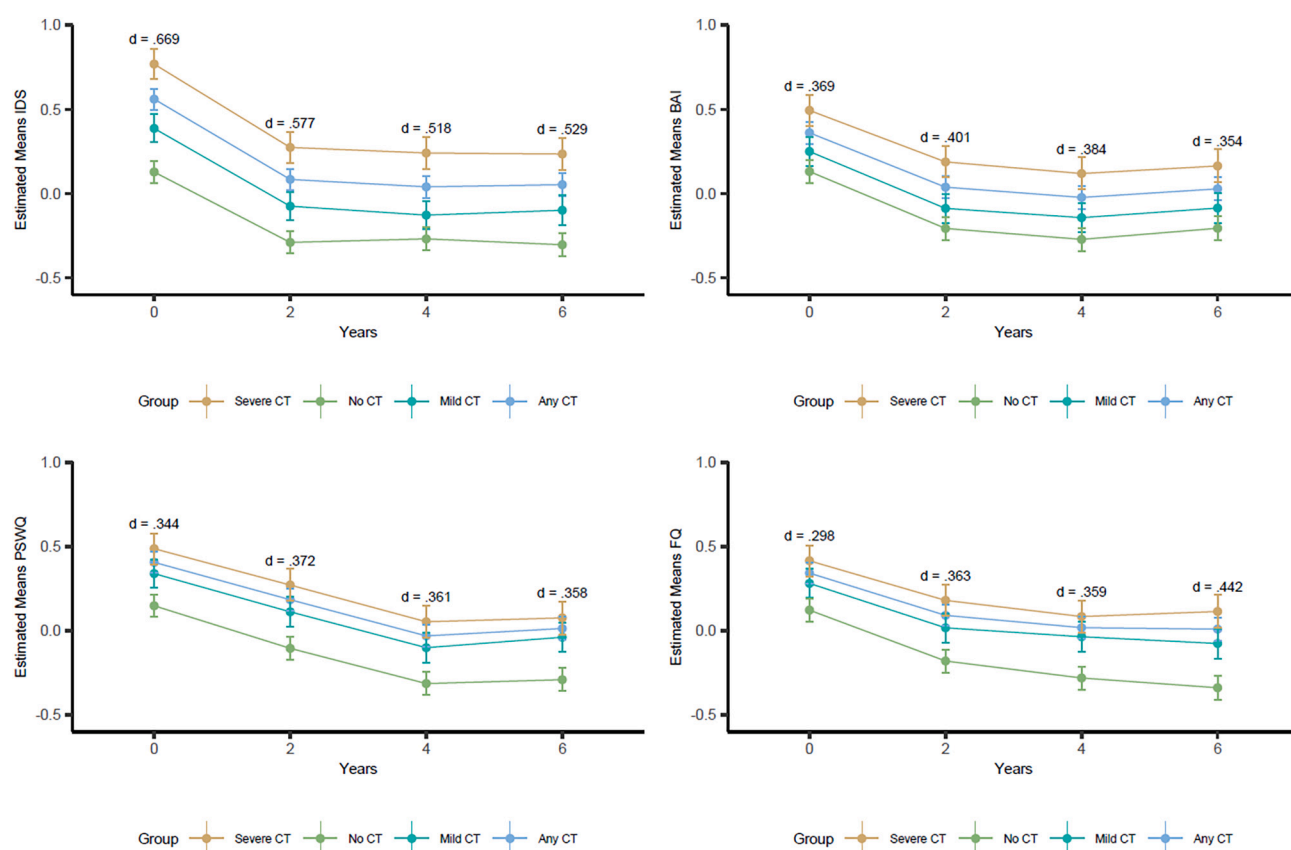 Estimated Means IDS
1.0
0.5
0.0
-0.5
d = .669
d = .577
d = .518
d = .529
0 2 4 6
Years
Group Severe CT No CT Mild CT Any CT
Estimated Means BAI
1.0
0.5
0.0
-0.5
d = .369
d = .401
d = .384
d = .354
0 2 4 6
Years
Group Severe CT No CT Mild CT Any CT
Estimated Means PSWQ
1.0
0.5
0.0
-0.5
d = .344
d = .372
d = .361
d = .358
0 2 4 6
Years
Group Severe CT No CT Mild CT Any CT
Estimated Means FQ
1.0
0.5
0.0
-0.5
d = .298
d = .363
d = .359
d = .442
0 2 4 6
Years
Group Severe CT No CT Mild CT Any CT